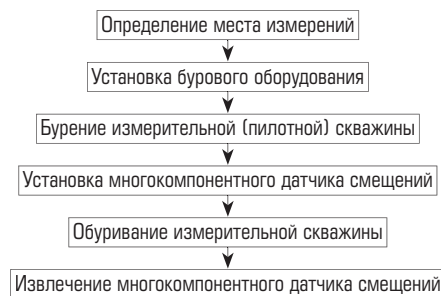 Определение места измерений
Установка бурового оборудования
Бурение измерительной (пилотной) скважины
Установка многокомпонентного датчика смещений
Обуривание измерительной скважины
Извлечение многокомпонентного датчика смещений